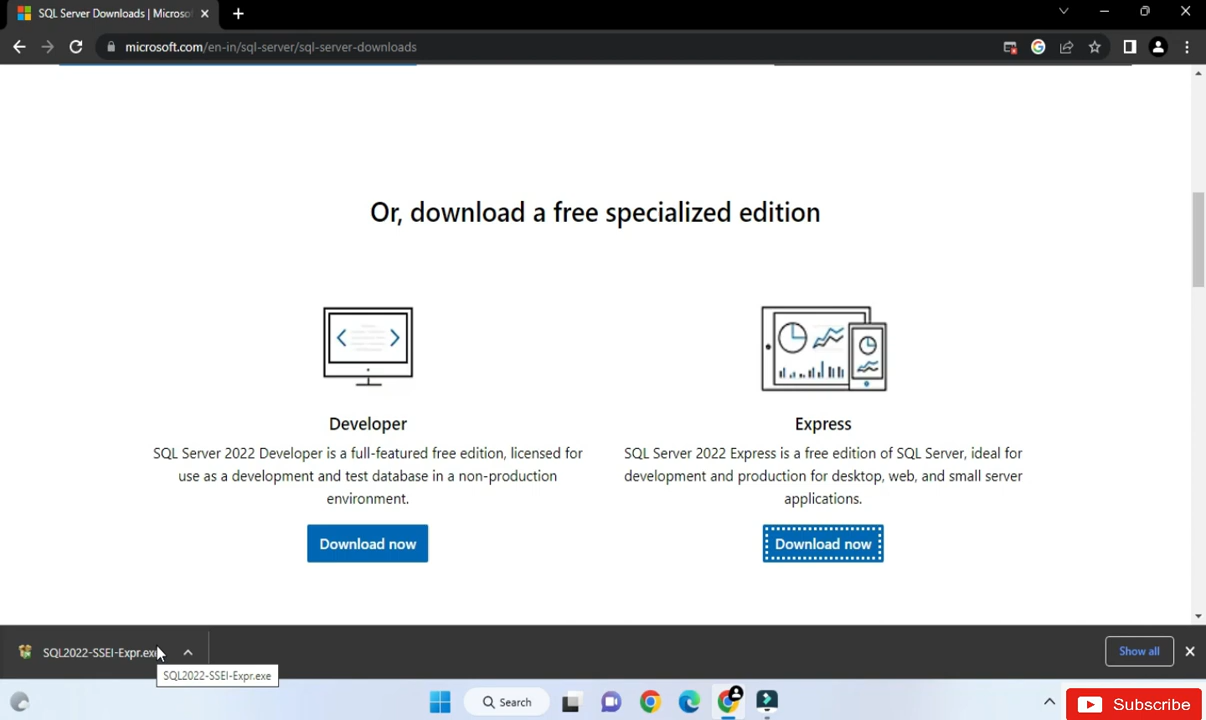 SQL Server Downloads | Microso
microsoft.com/en-in/sql-server/sql-server-downloads
Or, download a free specialized edition
Developer
SQL Server 2022 Developer is a full-featured free edition, licensed for
use as a development and test database in a non-production
environment.
Download now
Express
SQL Server 2022 Express is a free edition of SQL Server, ideal for
development and production for desktop, web, and small server
applications.
Download now
SQL2022-SSEI-Expr.exe
Show all
SQL2022-SSEI-Expr.exe
Search
Subscribe